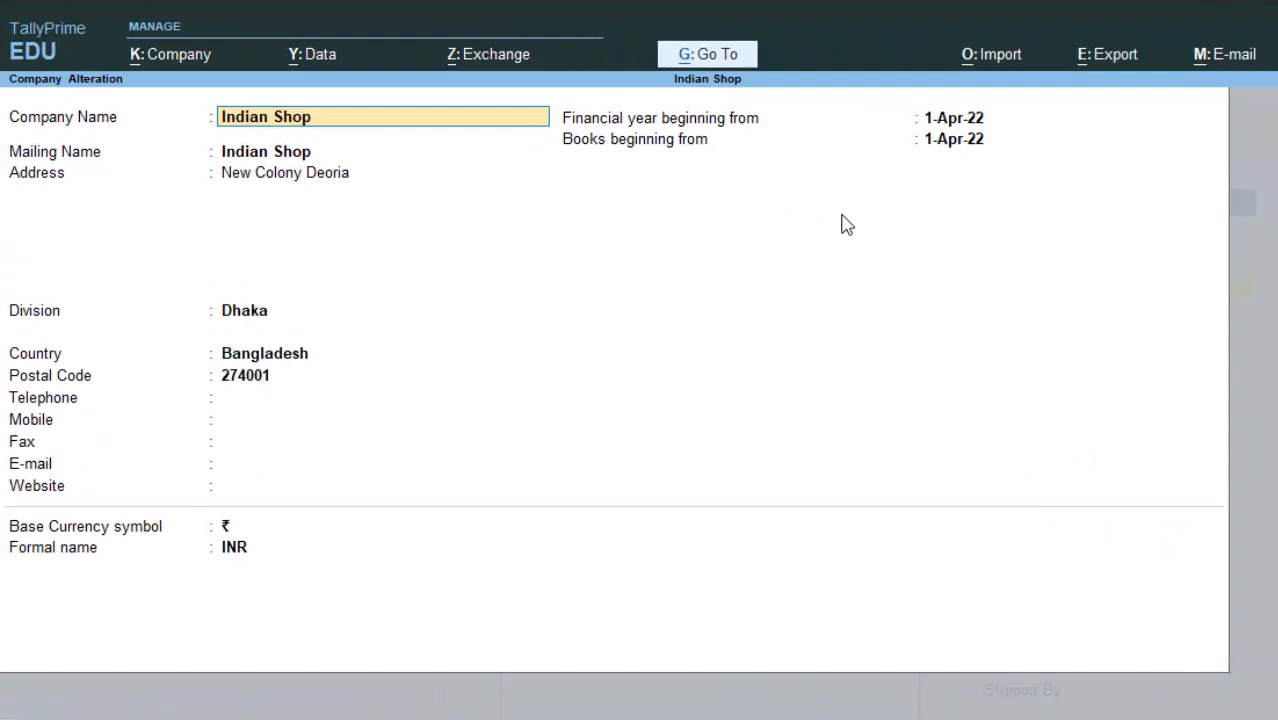 TallyPrime
EDU
MANAGE
K: Company Y: Data Z: Exchange G: Go To O: Import E: Export M: E-mail
Company Alteration Indian Shop
Company Name : Indian Shop Financial year beginning from : 1-Apr-22
Books beginning from : 1-Apr-22
Mailing Name : Indian Shop
Address : New Colony Deoria
Division : Dhaka
Country : Bangladesh
Postal Code : 274001
Telephone :
Mobile :
Fax :
E-mail :
Website :
Base Currency symbol : ₹
Formal name : INR
Support By